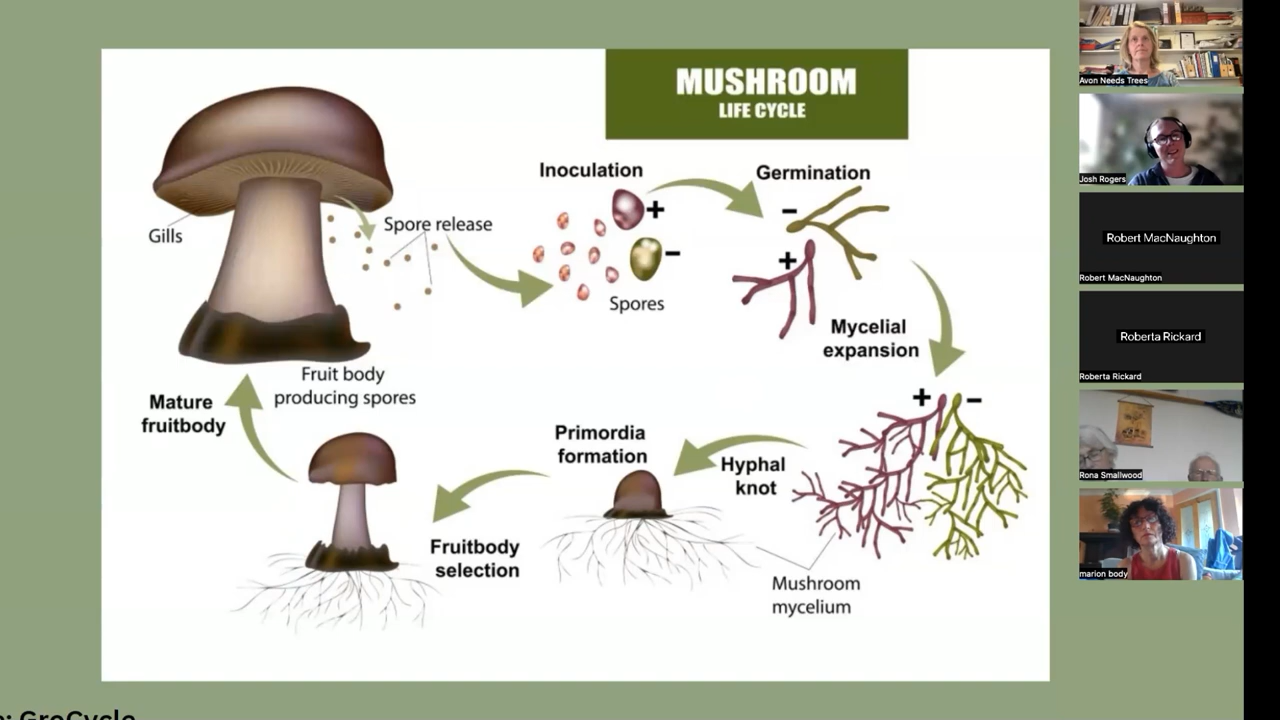 MUSHROOM
LIFE CYCLE
Inoculation
Germination
+
-
-
+
Gills
Spore release
Spores
Mycelial
expansion
Fruit body
producing spores
Mature
fruitbody
+
-
Primordia
formation
Hyphal
knot
Fruitbody
selection
Mushroom
mycelium
: GroCycle
Avon Needs Trees
Josh Rogers
Robert MacNaughton
Robert MacNaughton
Roberta Rickard
Roberta Rickard
Rona Smallwood
marion body